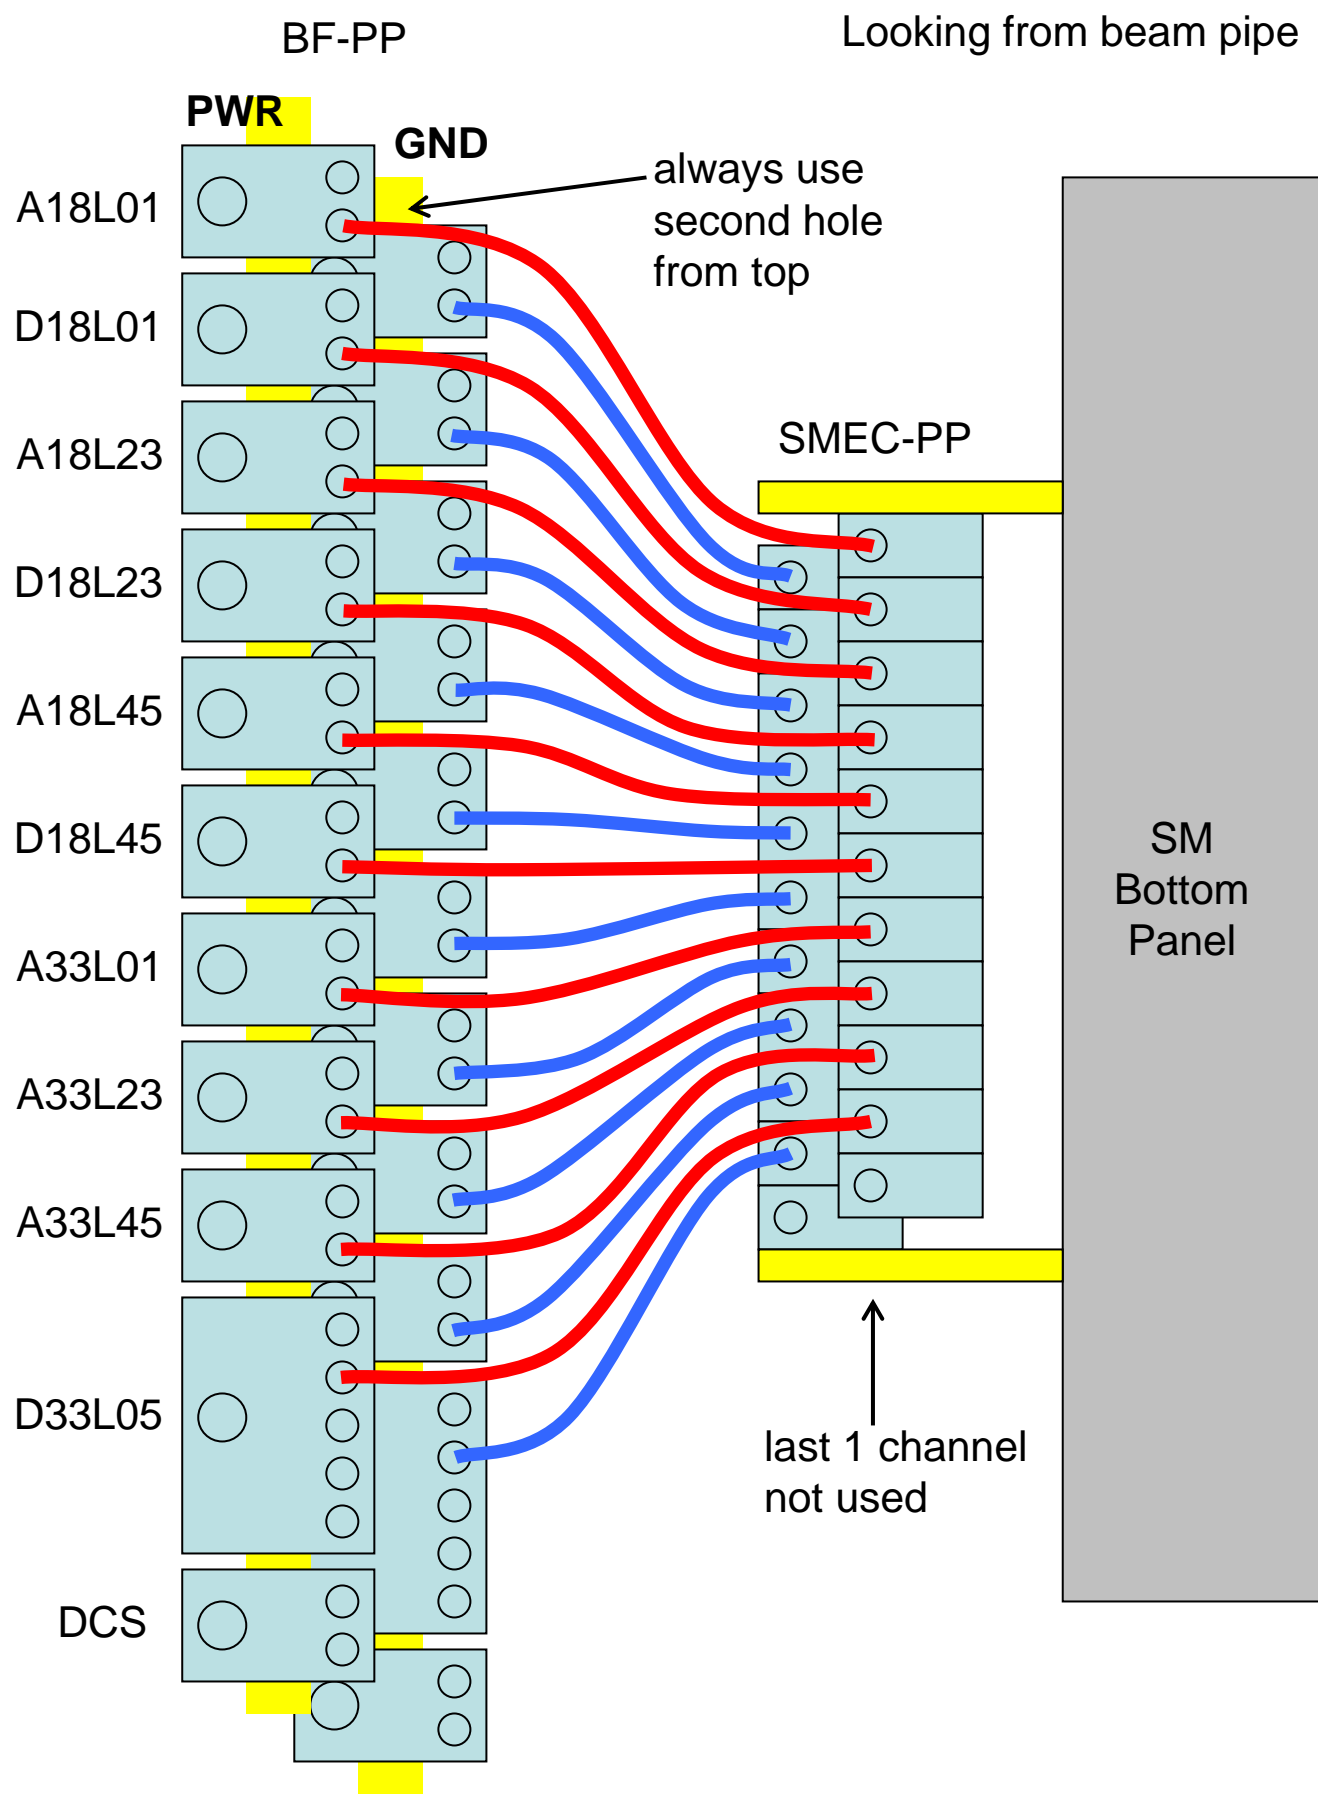 BF-PP
Looking from beam pipe
PWR
GND
always use
second hole
from top
A18L01
D18L01
A18L23
D18L23
A18L45
D18L45
A33L01
A33L23
A33L45
D33L05
DCS
SMEC-PP
SM
Bottom
Panel
last 1 channel
not used